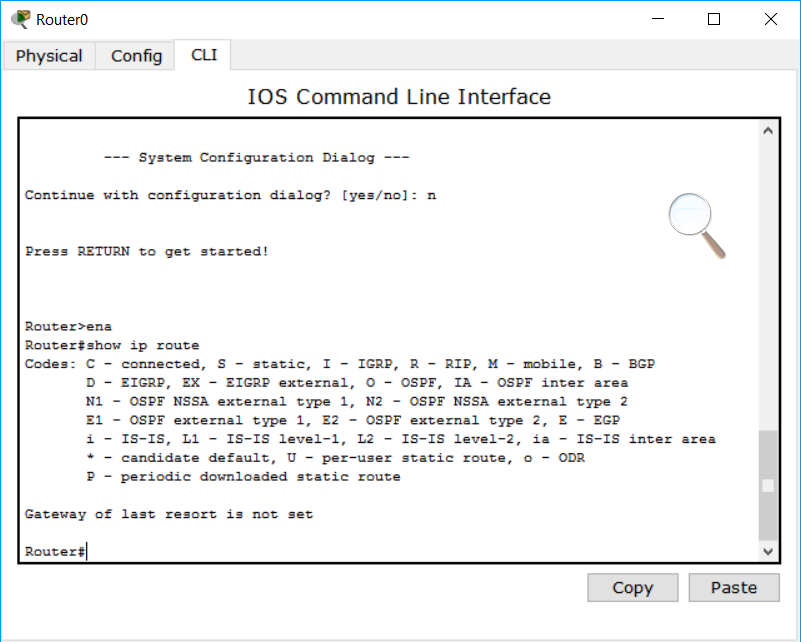 Router0
Physical Config CLI
IOS Command Line Interface
--- System Configuration Dialog ---
Continue with configuration dialog? [yes/no]: n
Press RETURN to get started!
Router>ena
Router#show ip route
Codes: C - connected, S - static, I - IGRP, R - RIP, M - mobile, B - BGP
D - EIGRP, EX - EIGRP external, O - OSPF, IA - OSPF inter area
N1 - OSPF NSSA external type 1, N2 - OSPF NSSA external type 2
E1 - OSPF external type 1, E2 - OSPF external type 2, E - EGP
i - IS-IS, L1 - IS-IS level-1, L2 - IS-IS level-2, ia - IS-IS inter area
* - candidate default, U - per-user static route, o - ODR
P - periodic downloaded static route
Gateway of last resort is not set
Router#
Copy Paste